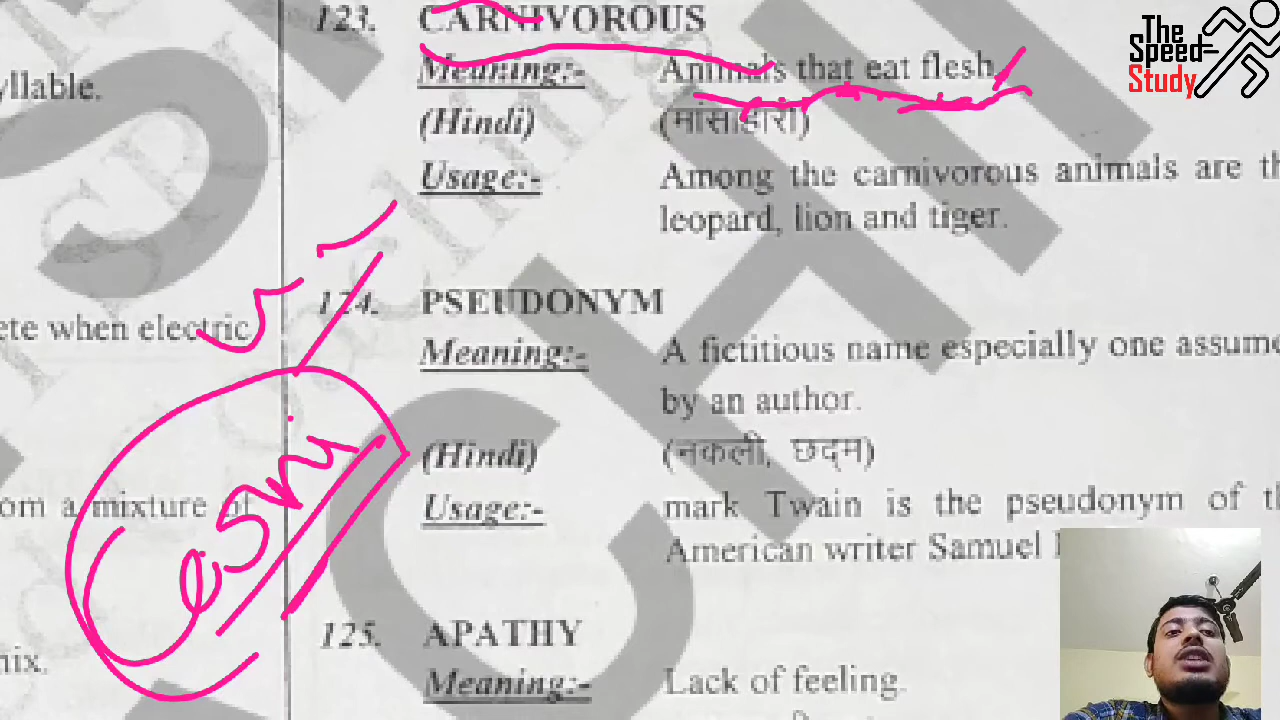 The
Speed
Study
yllable.
ete when electric
om a mixture of
nix.
123. CARNIVOROUS
Meaning:- Animals that eat flesh.
(Hindi) (मांसाहारी)
Usage:- Among the carnivorous animals are th
leopard, lion and tiger.
124. PSEUDONYM
Meaning:- A fictitious name especially one assume
by an author.
(Hindi) (नकली, छद्म)
Usage:- mark Twain is the pseudonym of th
American writer Samuel
125. APATHY
Meaning:- Lack of feeling.